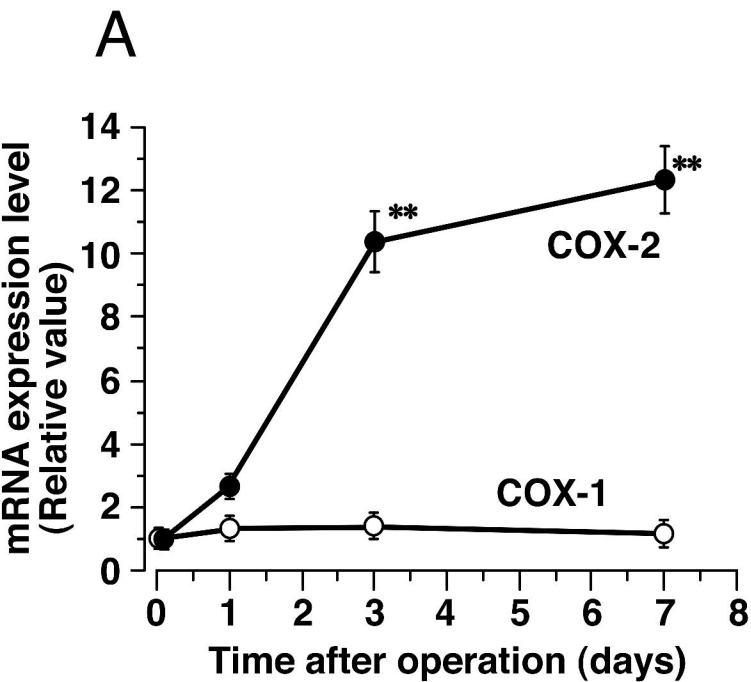 A
mRNA expression level
(Relative value)
14
12
10
8
6
4
2
0
**
**
COX-2
COX-1
0 1 2 3 4 5 6 7 8
Time after operation (days)